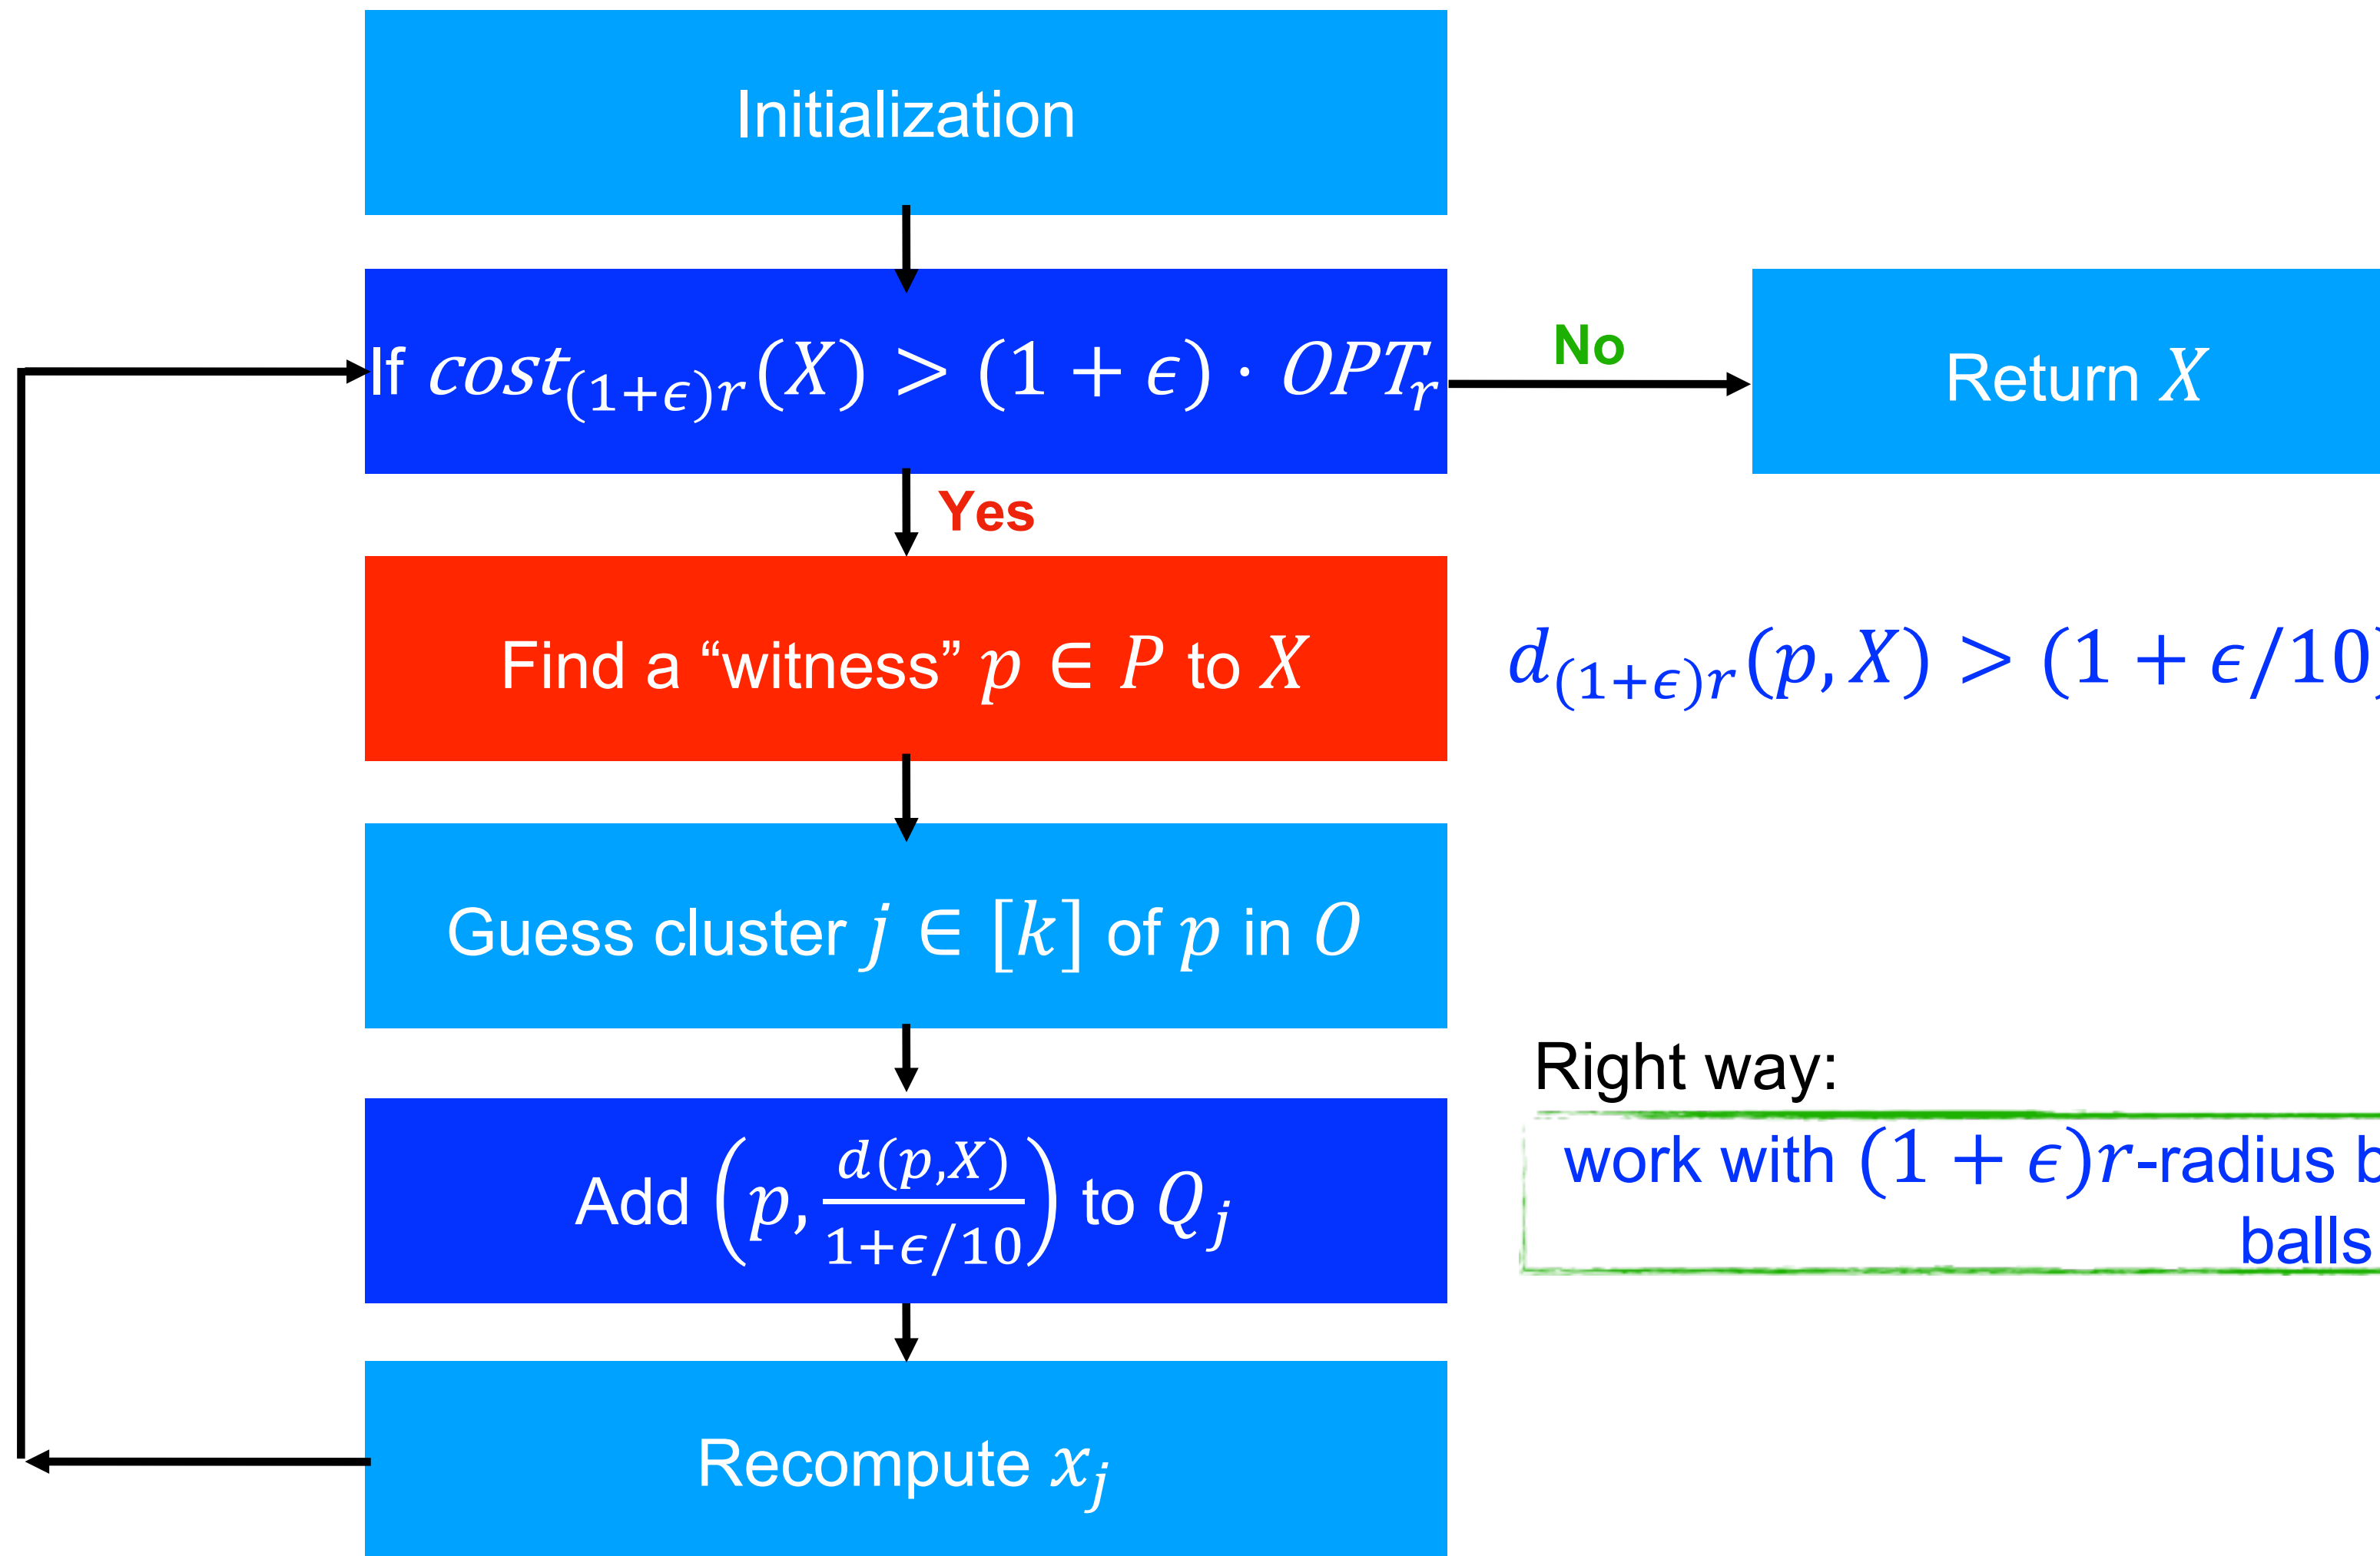 Initialization
If cost_{(1+ϵ)r}(X) > (1 + ϵ) · OPT_r
No
Return X
Yes
Find a “witness” p ∈ P to X
d_{(1+ϵ)r}(p, X) > (1 + ϵ/10)
Guess cluster j ∈ [k] of p in O
Right way:
work with (1 + ϵ)r-radius
balls
Add (p, d(p,X)/1+ϵ/10) to Q_j
Recompute x_j